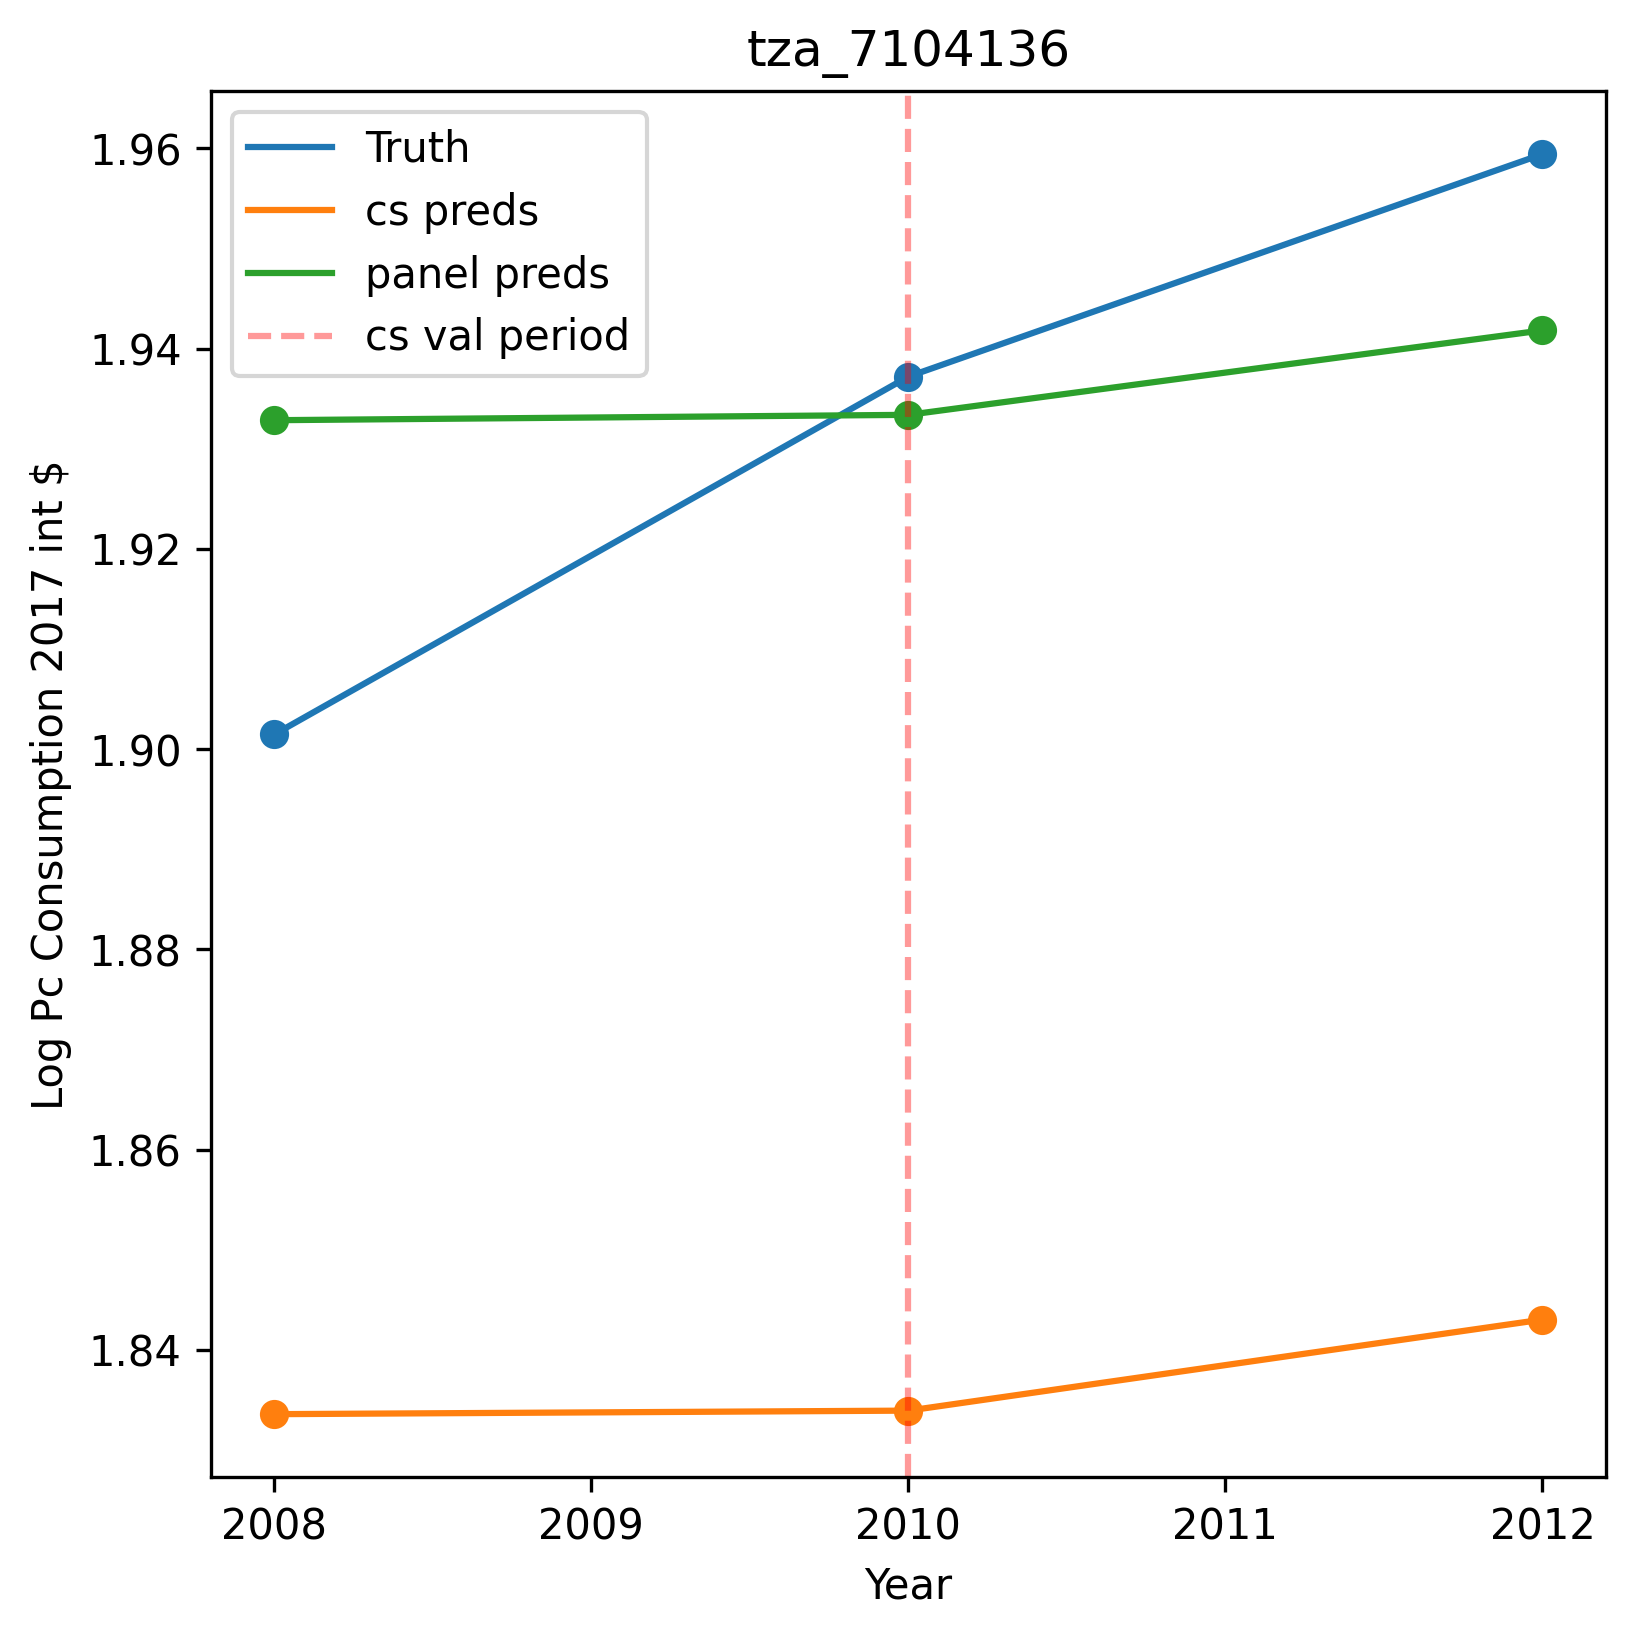 tza_7104136
Truth
cs preds
panel preds
cs val period
1.96
1.94
1.92
1.90
1.88
1.86
1.84
Log Pc Consumption 2017 int $
2008 2009 2010 2011 2012
Year